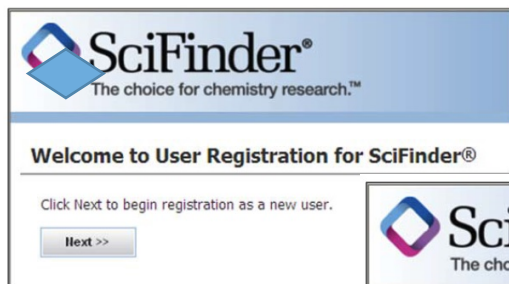 SciFinder®
The choice for chemistry research.™
Welcome to User Registration for SciFinder®
Click Next to begin registration as a new user.
Next >>